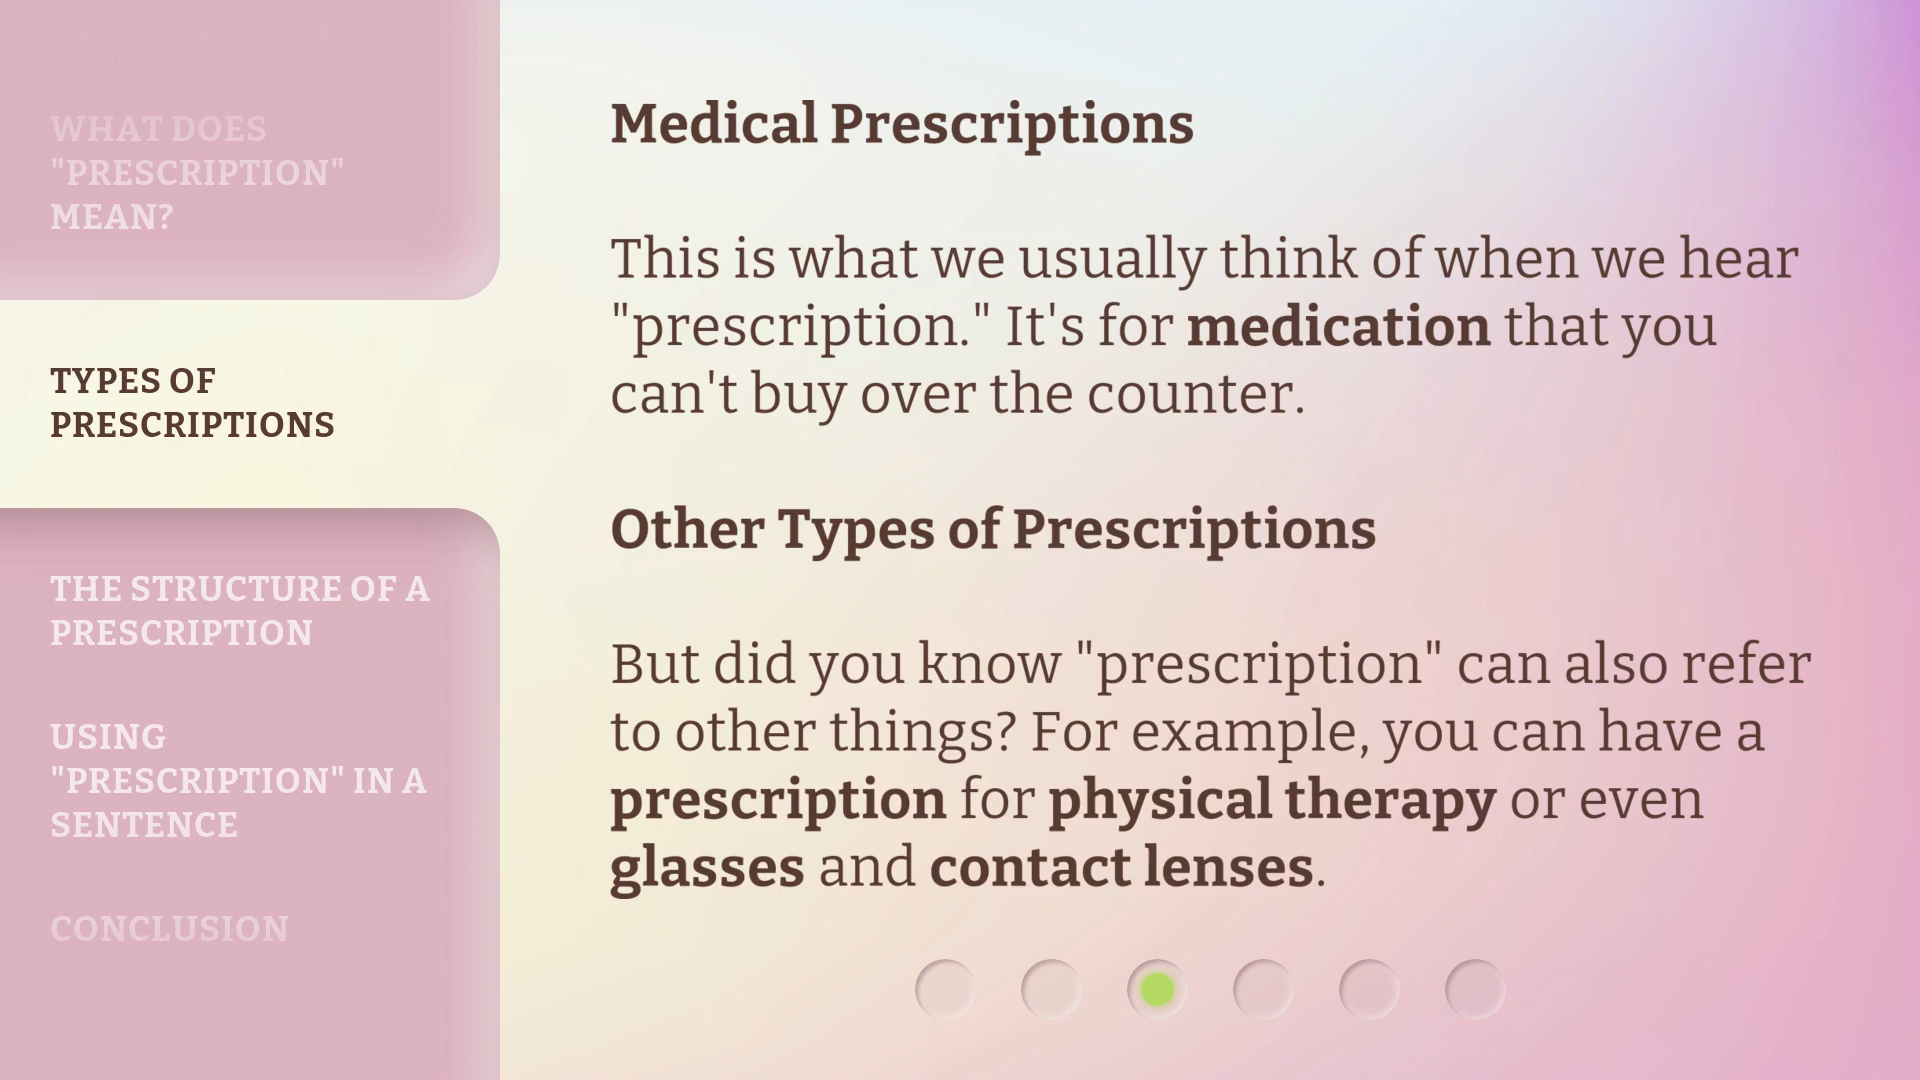 WHAT DOES
"PRESCRIPTION"
MEAN?
TYPES OF
PRESCRIPTIONS
THE STRUCTURE OF A
PRESCRIPTION
USING
"PRESCRIPTION" IN A
SENTENCE
CONCLUSION
Medical Prescriptions
This is what we usually think of when we hear
"prescription." It's for medication that you
can't buy over the counter.
Other Types of Prescriptions
But did you know "prescription" can also refer
to other things? For example, you can have a
prescription for physical therapy or even
glasses and contact lenses.